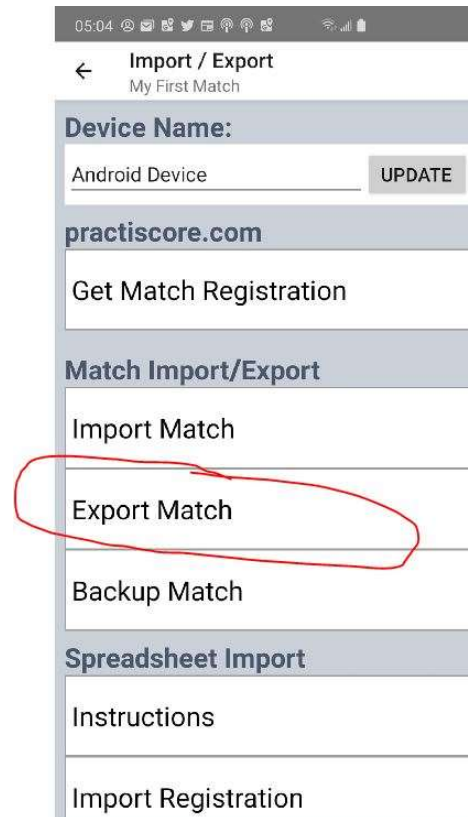 05:04
Import / Export
My First Match
Device Name:
Android Device UPDATE
practiscore.com
Get Match Registration
Match Import/Export
Import Match
Export Match
Backup Match
Spreadsheet Import
Instructions
Import Registration